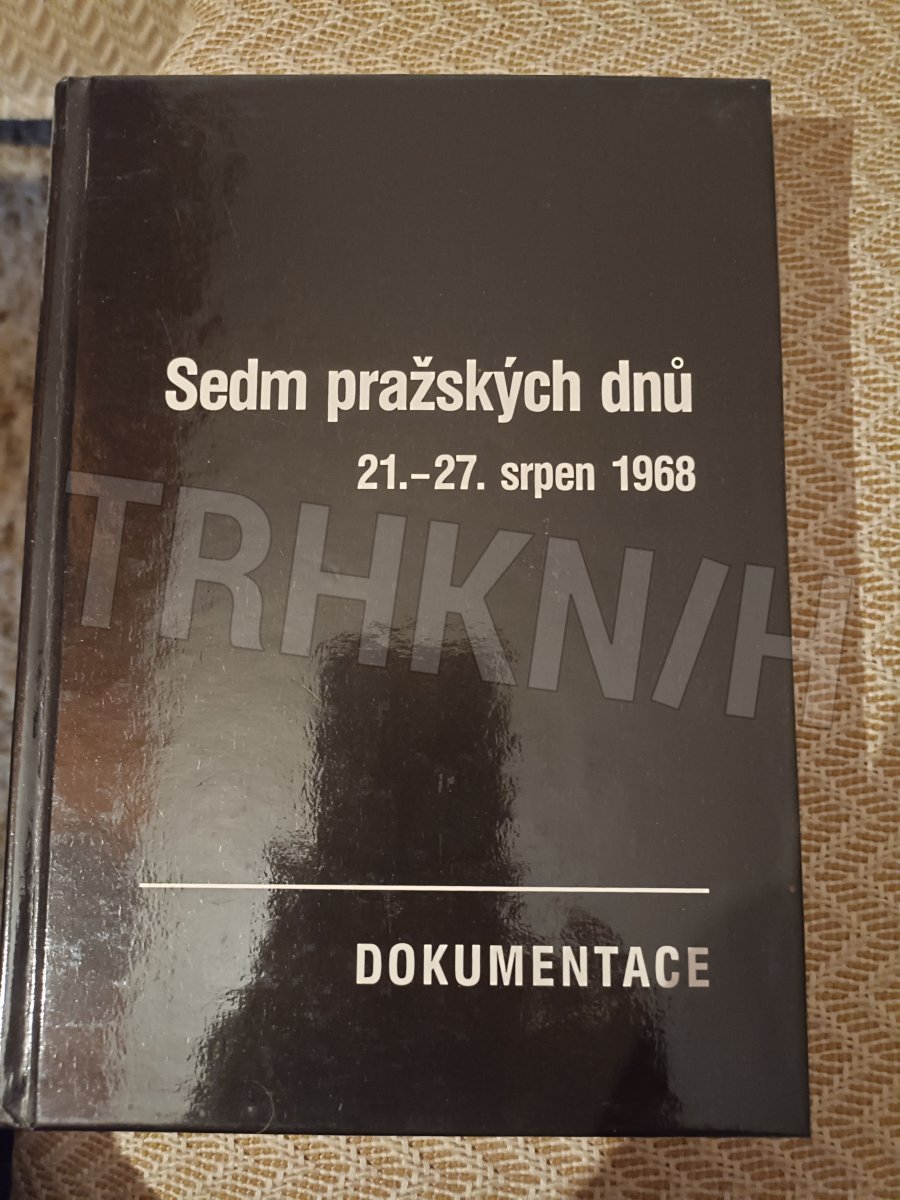 Sedm pražských dnů
21.–27. srpen 1968
TRHKNIH
DOKUMENTACE